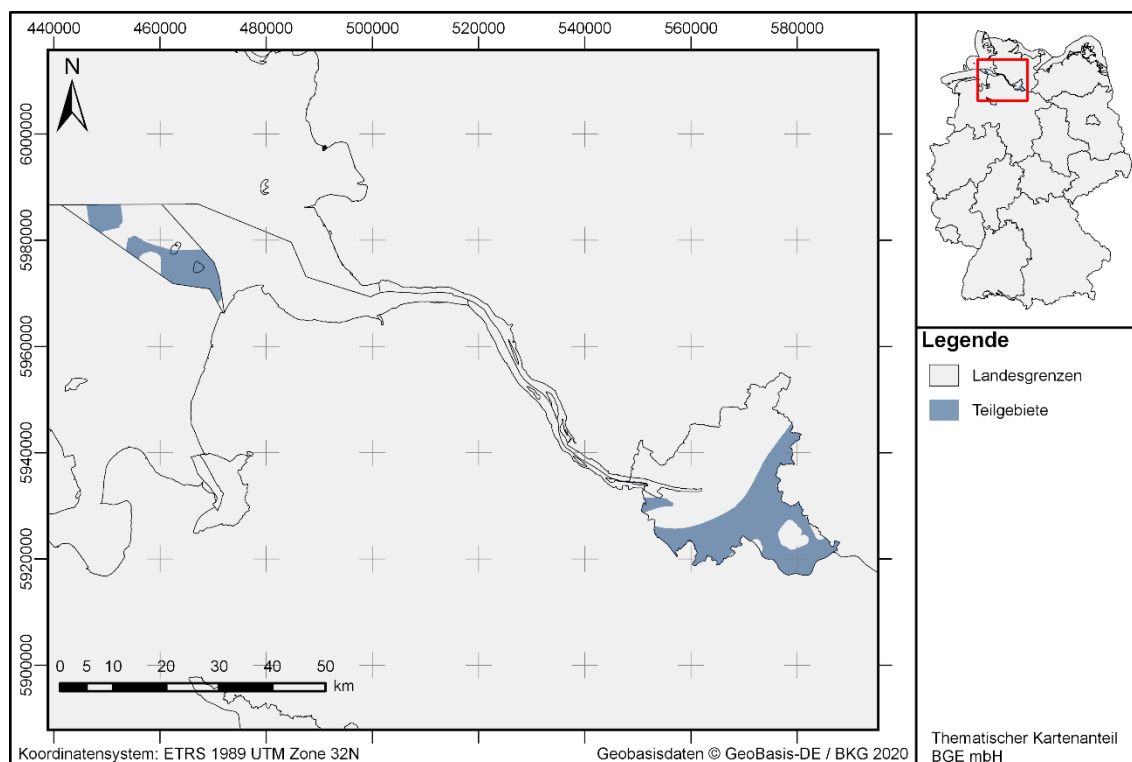 440000 460000 480000 500000 520000 540000 560000 580000
N
6000000
5980000
5960000
5940000
5920000
5900000
0 5 10 20 30 40 50
km
Koordinatensystem: ETRS 1989 UTM Zone 32N
Geobasisdaten © GeoBasis-DE / BKG 2020
Legende
Landesgrenzen
Teilgebiete
Thematischer Kartenanteil
BGE mbH